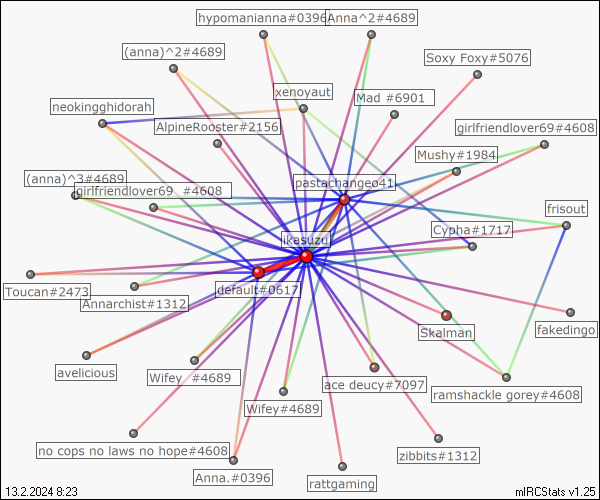 hypomanianna#0396
Anna^2#4689
(anna)^2#4689
Soxy Foxy#5076
xenoyaut
Mad #6901
neokingghidorah
AlpineRooster#2156
girlfriendlover69#4608
Mushy#1984
(anna)^3#4689
girlfriendlover69 #4608
pastachangeo41
frisout
Cypha#1717
ikasuzu
default#0617
Toucan#2473
Annarchist#1312
Skalman
fakedingo
avelicious
Wifey #4689
ace deucy#7097
ramshackle gorey#4608
Wifey#4689
no cops no laws no hope#4608
zibbits#1312
Anna.#0396
rattgaming
13.2.2024 8:23
mIRCStats v1.25